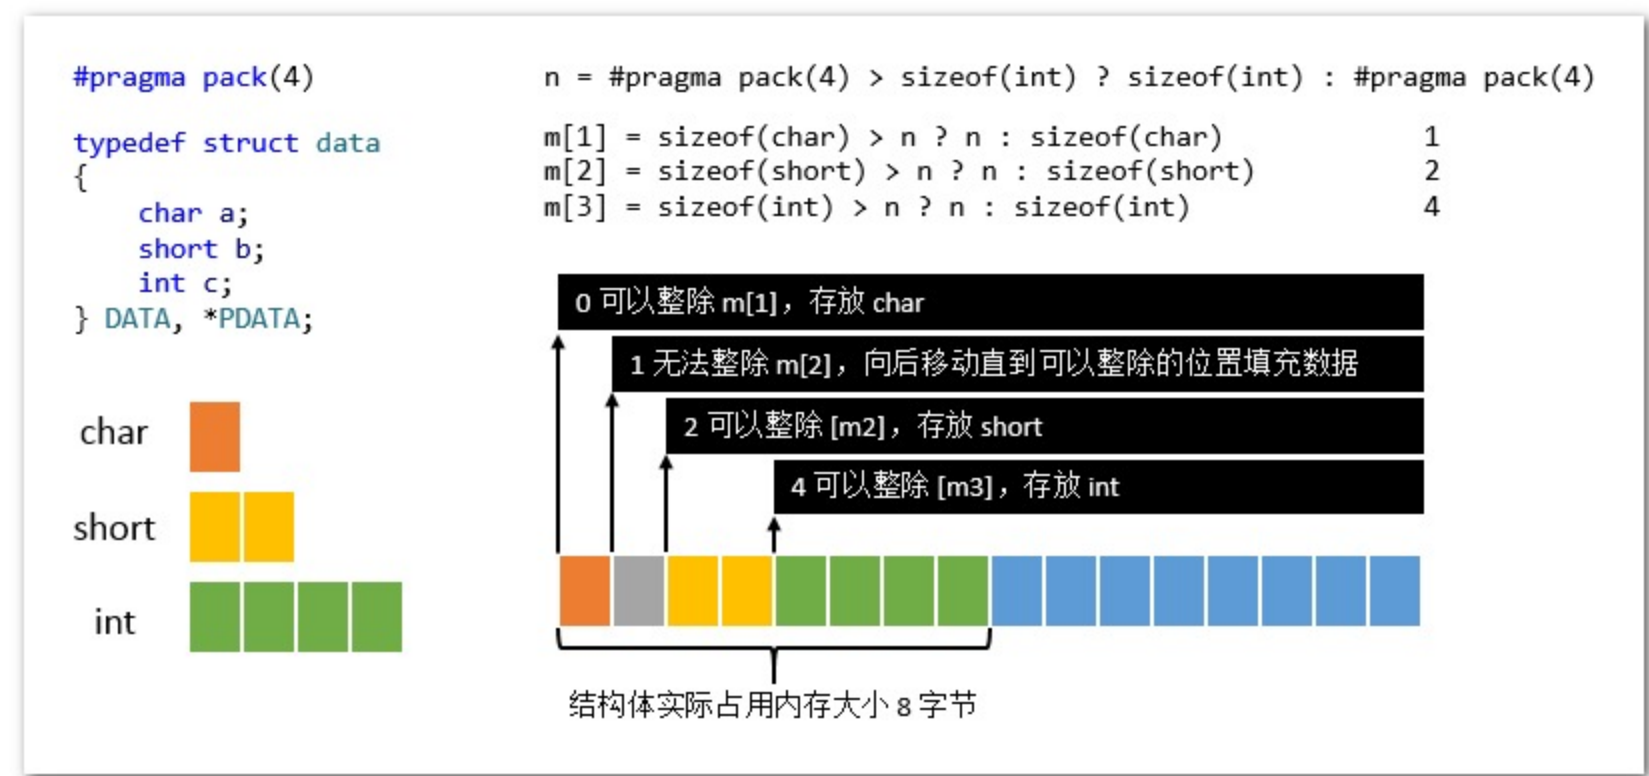 #pragma pack(4)
typedef struct data
{
char a;
short b;
int c;
} DATA, *PDATA;
n = #pragma pack(4) > sizeof(int) ? sizeof(int) : #pragma pack(4)
m[1] = sizeof(char) > n ? n : sizeof(char) 1
m[2] = sizeof(short) > n ? n : sizeof(short) 2
m[3] = sizeof(int) > n ? n : sizeof(int) 4
0 可以整除 m[1]，存放 char
1 无法整除 m[2]，向后移动直到可以整除的位置填充数据
2 可以整除 [m2]，存放 short
4 可以整除 [m3]，存放 int
char
short
int
结构体实际占用内存大小 8 字节